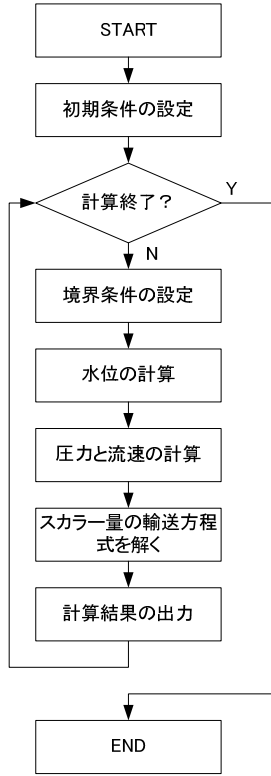 START
初期条件の設定
計算終了？
Y
N
境界条件の設定
水位の計算
圧力と流速の計算
スカラー量の輸送方程
式を解く
計算結果の出力
END